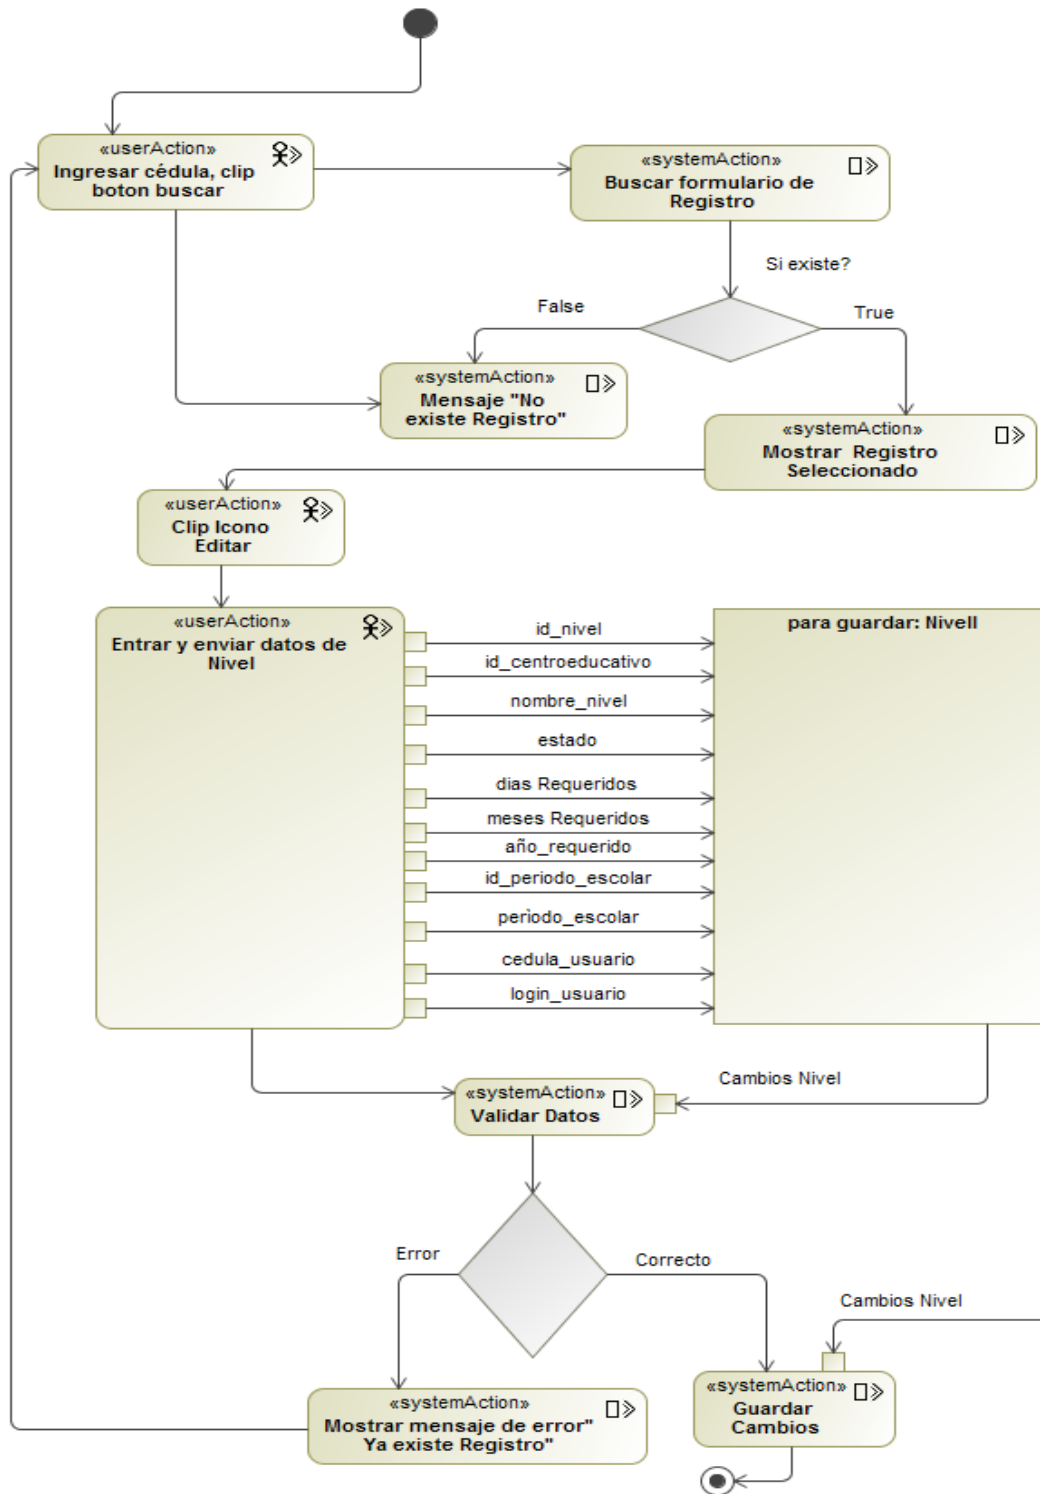 «userAction»
Ingresar cédula, clip
boton buscar
«systemAction»
Buscar formulario de
Registro
Si existe?
False
True
«systemAction»
Mensaje "No
existe Registro"
«systemAction»
Mostrar Registro
Seleccionado
«userAction»
Clip Icono
Editar
«userAction»
Entrar y enviar datos de
Nivel
para guardar: Nivell
id_nivel
id_centroeducativo
nombre_nivel
estado
dias Requeridos
meses Requeridos
año_requerido
id_periodo_escolar
periodo_escolar
cedula_usuario
login_usuario
«systemAction»
Validar Datos
Cambios Nivel
Error
Correcto
Cambios Nivel
«systemAction»
Mostrar mensaje de error"
Ya existe Registro"
«systemAction»
Guardar
Cambios